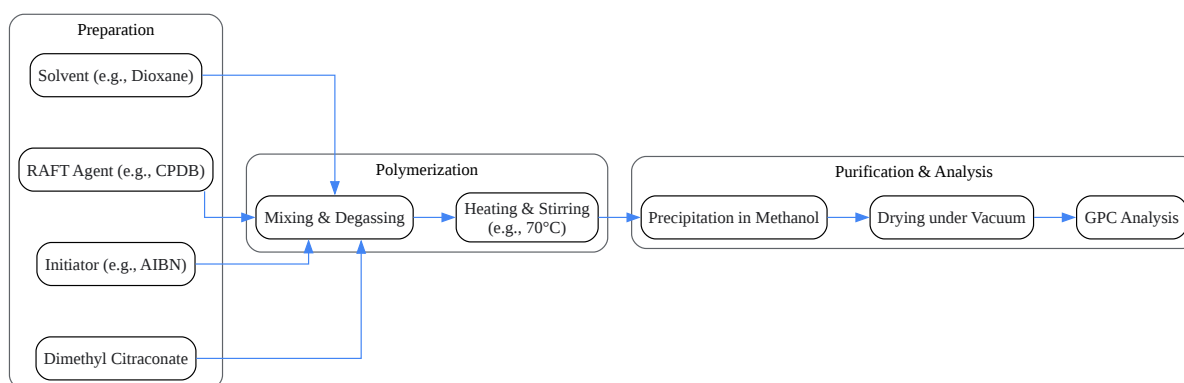 Preparation
Solvent (e.g., Dioxane)
RAFT Agent (e.g., CPDB)
Initiator (e.g., AIBN)
Dimethyl Citraconate
Polymerization
Mixing & Degassing
Heating & Stirring
(e.g., 70°C)
Purification & Analysis
Precipitation in Methanol
Drying under Vacuum
GPC Analysis